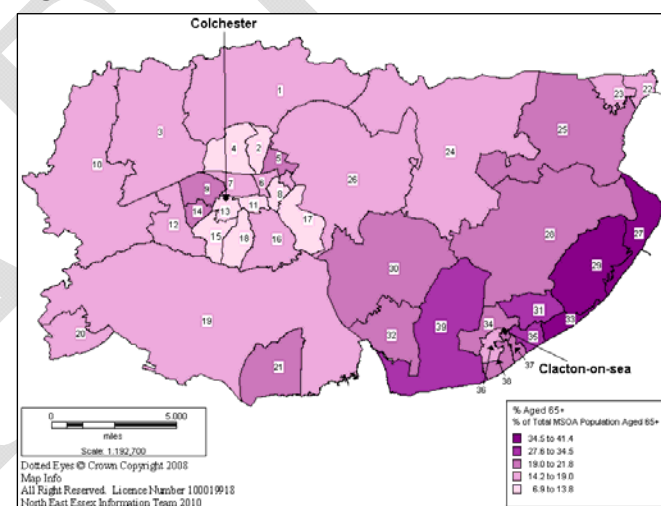 Colchester
1
22
23
3
4
2
25
24
5
10
26
9
7
6
8
14
13
11
12
17
15
18
16
28
27
29
30
19
39
31
34
33
20
32
35
21
37
Clacton-on-sea
36
38
0
5.000
miles
Scale: 1:192,700
Dotted Eyes © Crown Copyright 2008
Map Info
All Right Reserved. Licence Number 100019918
North East Essex Information Team 2010
% Aged 65+
% of Total MSOA Population Aged 65+
34.5 to 41.4
27.6 to 34.5
19.0 to 21.8
14.2 to 19.0
6.9 to 13.8